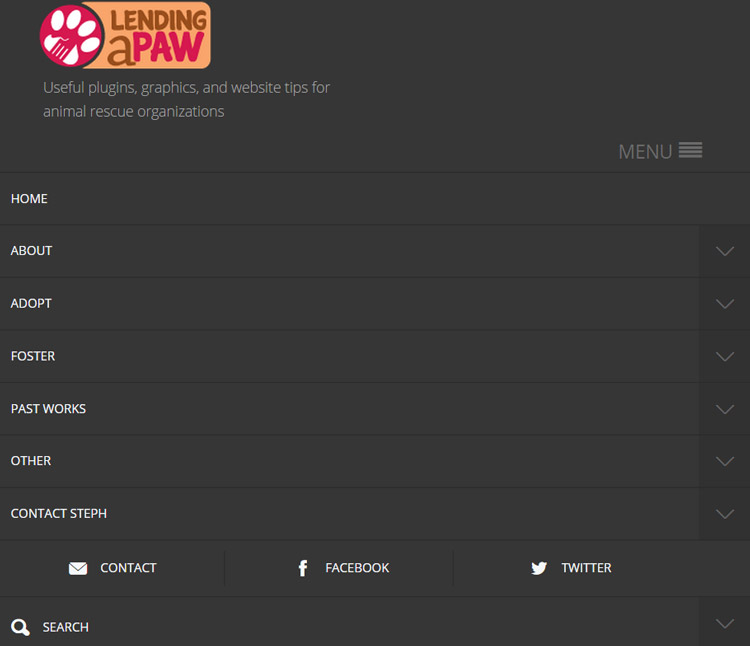 LENDING
aPAW
Useful plugins, graphics, and website tips for
animal rescue organizations
MENU
HOME
ABOUT
ADOPT
FOSTER
PAST WORKS
OTHER
CONTACT STEPH
CONTACT FACEBOOK TWITTER
SEARCH